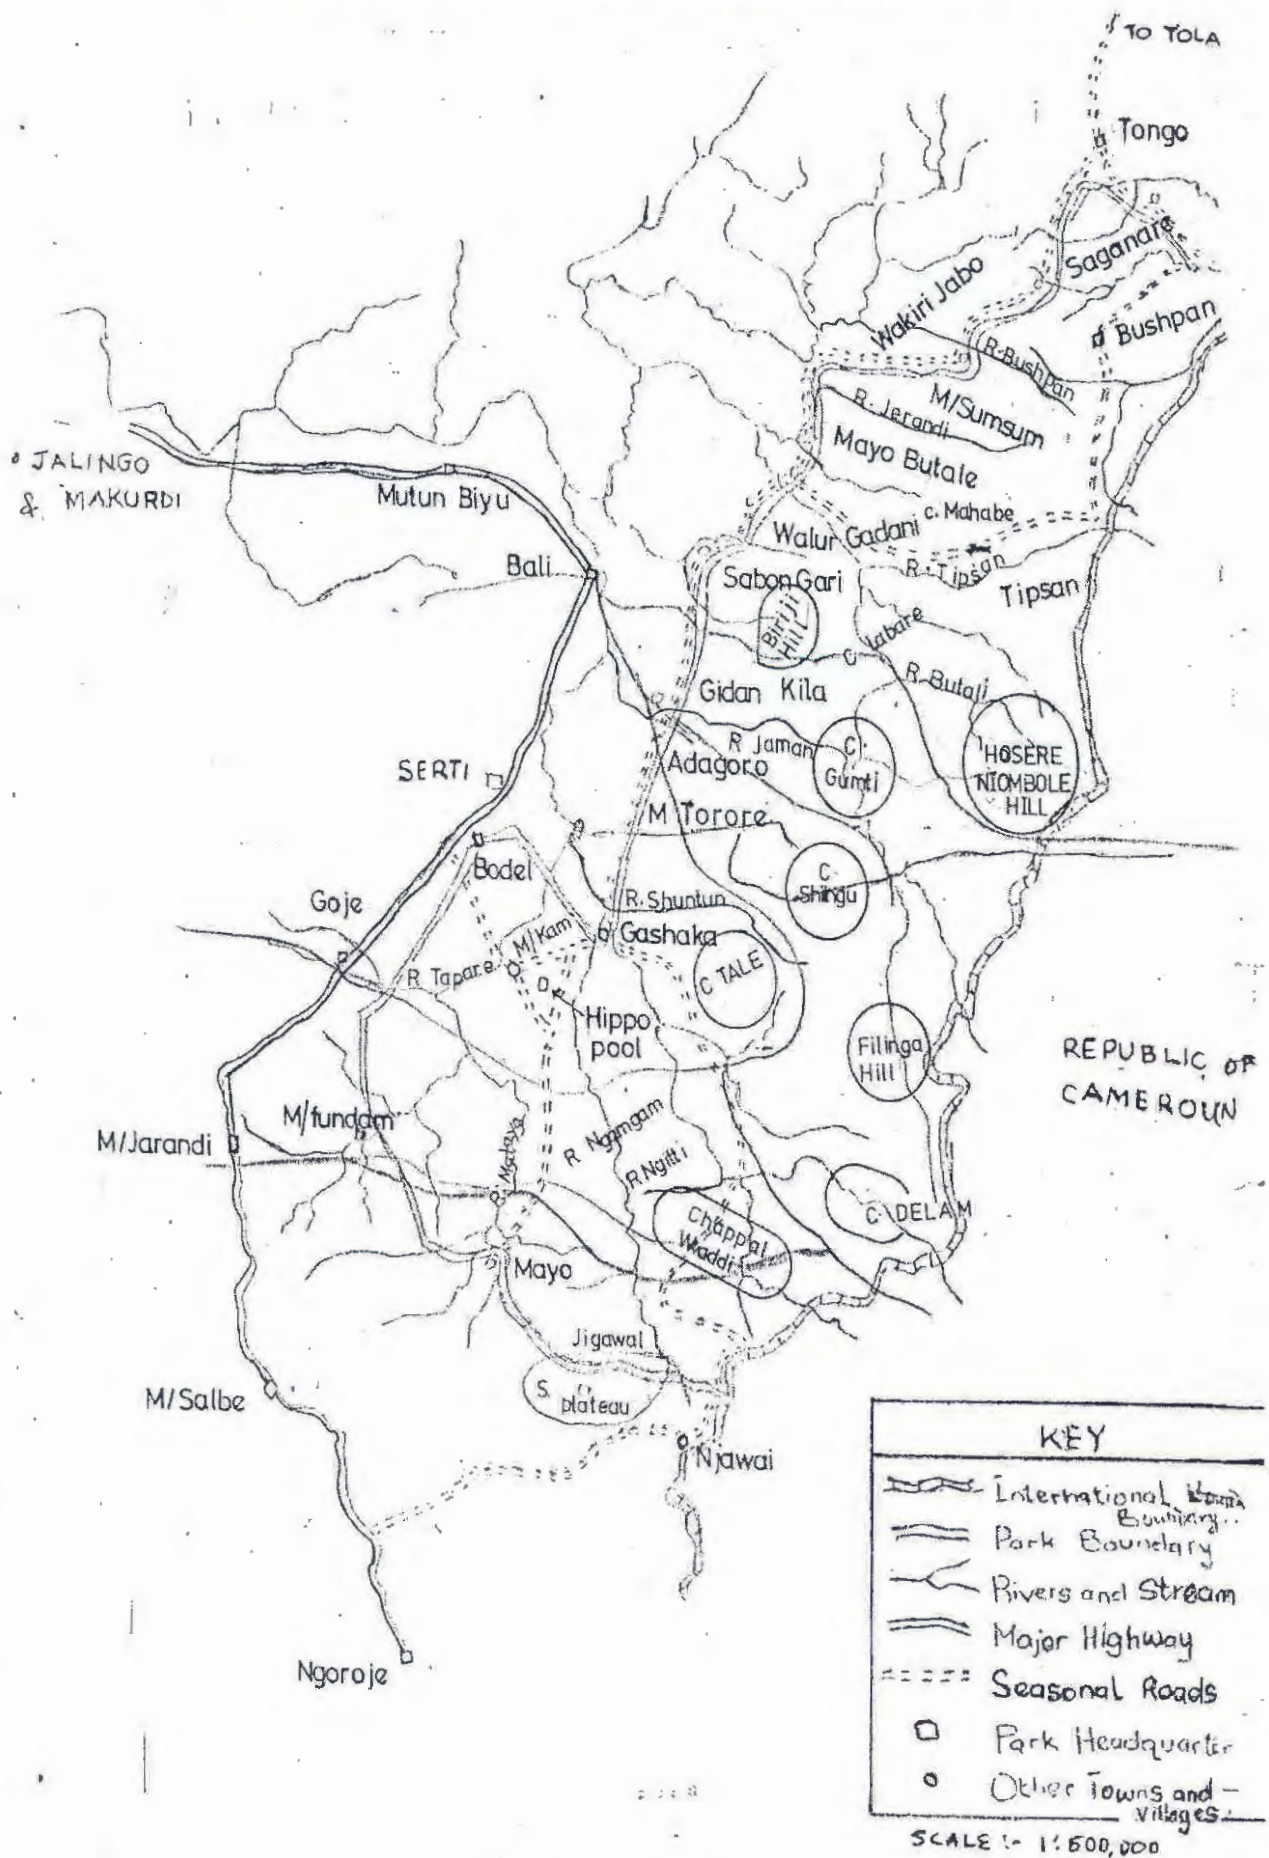 TO YOLA
Tongo
Saganare
Wakiri Jabo
Bushpan
R. Bushpan
M/Sumsum
R. Jerandi
Mayo Butale
• JALINGO
& MAKURDI
Mutun Biyu
c. Mahabe
Walur Gadani
R. Tipsan
Bali
Sabon Gari
Tipsan
Biriji
Hill
C Labare
R. Butali
Gidan Kila
R Jaman
C.
Gumti
HOSERE
NIOMBOLE
HILL
Adagoro
SERTI
M Torore
Bodel
C.
Shingu
R. Shuntun
Goje
M/Kam
Gashaka
R Tapare
C TALE
Hippo
pool
Filinga
Hill
REPUBLIC OF
CAMEROUN
M/fundam
M/Jarandi
R. Mataya
R Ngamgam
R Ngitti
Chappal
Waddi
C DELAM
Mayo
Jigawal
S.
plateau
M/Salbe
Njawai
Ngoroje
KEY
International
Boundary..
Park Boundary
Rivers and Stream
Major Highway
Seasonal Roads
Park Headquarter
Other Towns and -
villages
SCALE :- 1:500,000